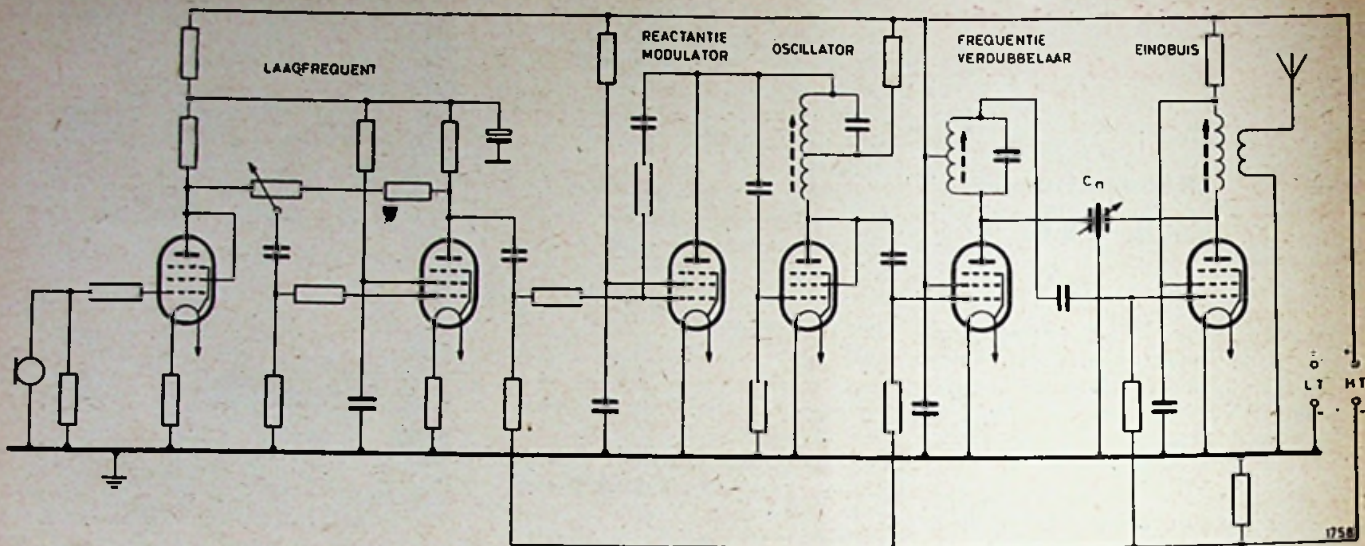 LAAGFREQUENT
REACTANTIE
MODULATOR
OSCILLATOR
FREQUENTIE
VERDUBBELAAR
EINDBUIS
Cn
LT
HT
1758